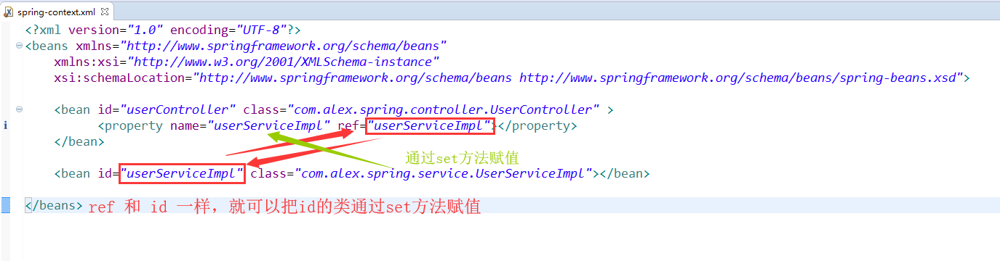 spring-context.xml
<?xml version="1.0" encoding="UTF-8"?>
<beans xmlns="http://www.springframework.org/schema/beans"
xmlns:xsi="http://www.w3.org/2001/XMLSchema-instance"
xsi:schemaLocation="http://www.springframework.org/schema/beans http://www.springframework.org/schema/beans/spring-beans.xsd">
<bean id="userController" class="com.alex.spring.controller.UserController" >
<property name="userServiceImpl" ref="userServiceImpl"></property>
</bean>
通过set方法赋值
<bean id="userServiceImpl" class="com.alex.spring.service.UserServiceImpl"></bean>
</beans> ref 和 id 一样，就可以把id的类通过set方法赋值